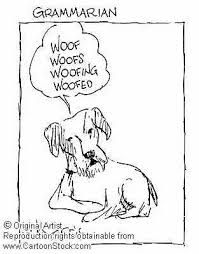 GRAMMARIAN
WOOF
WOOFS
WOOFING
WOOFED
© Original Artist
Reproduction rights obtainable from
www.CartoonStock.com